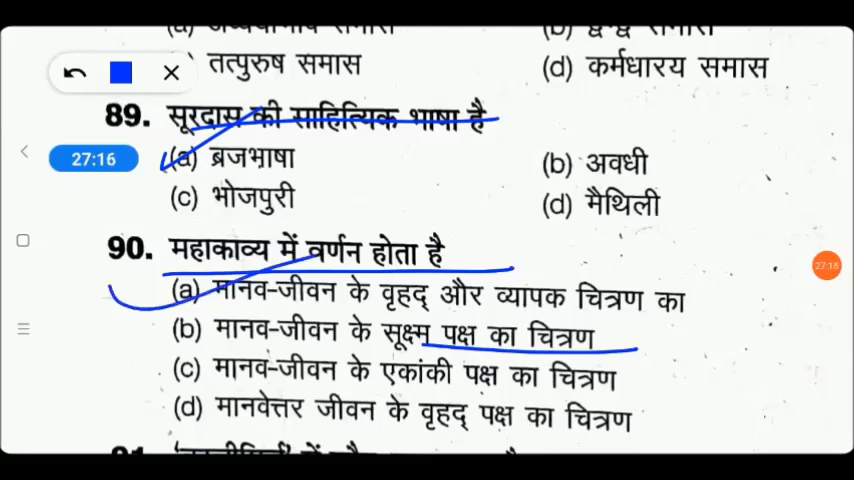 तत्पुरुष समास (d) कर्मधारय समास
89. सूरदास की साहित्यिक भाषा है
27:16 (a) ब्रजभाषा (b) अवधी
(c) भोजपुरी (d) मैथिली
90. महाकाव्य में वर्णन होता है
27:16
(a) मानव-जीवन के वृहद् और व्यापक चित्रण का
(b) मानव-जीवन के सूक्ष्म पक्ष का चित्रण
(c) मानव-जीवन के एकांकी पक्ष का चित्रण
(d) मानवेत्तर जीवन के वृहद् पक्ष का चित्रण